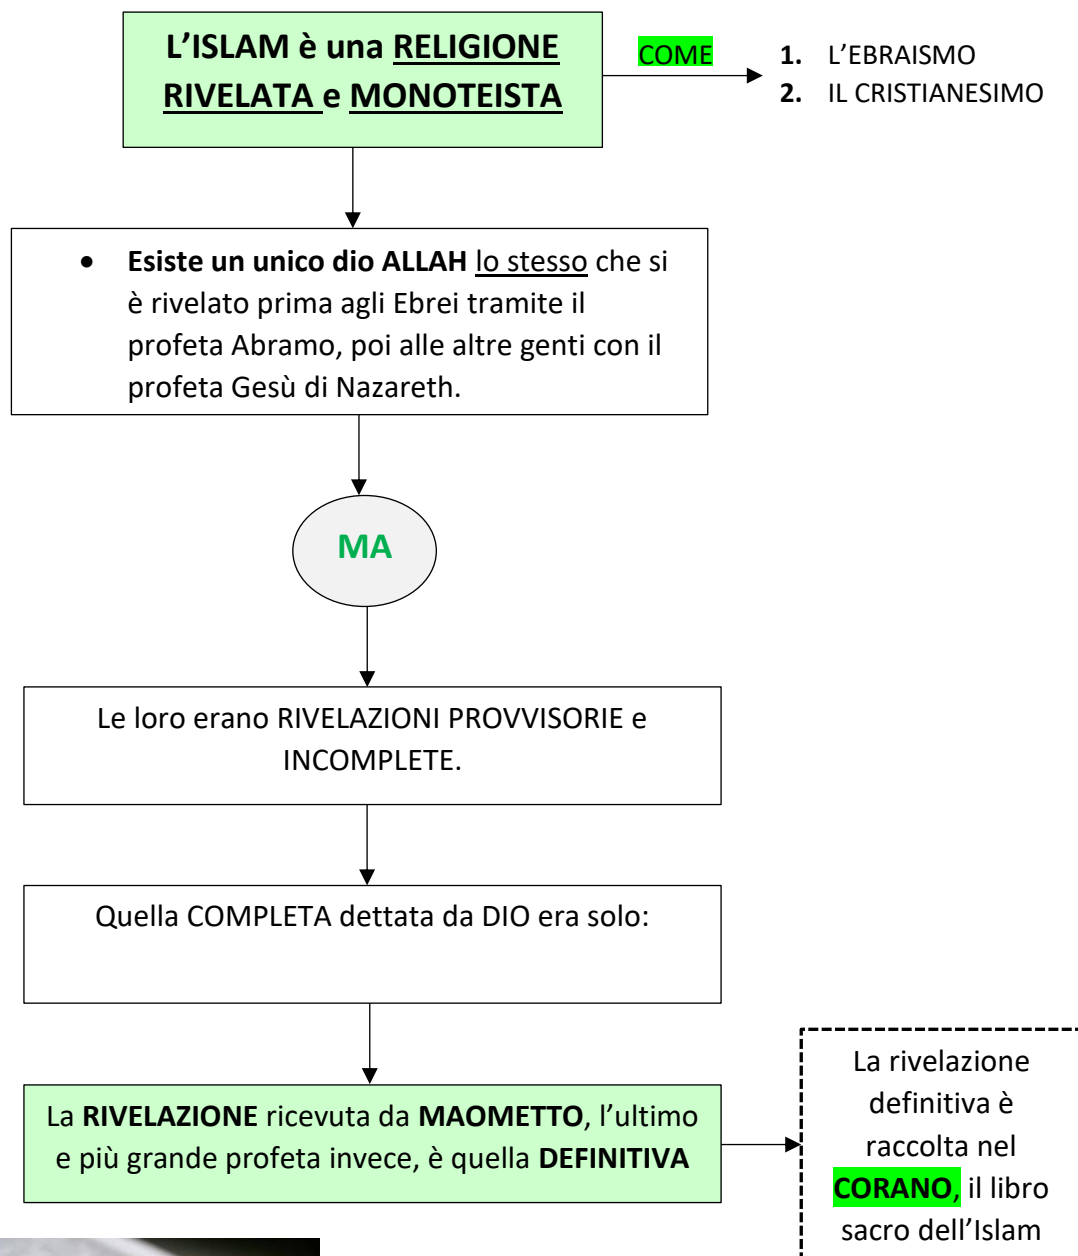 L’ISLAM è una RELIGIONE
RIVELATA e MONOTEISTA
COME
1. L’EBRAISMO
2. IL CRISTIANESIMO
• Esiste un unico dio ALLAH lo stesso che si
è rivelato prima agli Ebrei tramite il
profeta Abramo, poi alle altre genti con il
profeta Gesù di Nazareth.
MA
Le loro erano RIVELAZIONI PROVVISORIE e
INCOMPLETE.
Quella COMPLETA dettata da DIO era solo:
La RIVELAZIONE ricevuta da MAOMETTO, l’ultimo
e più grande profeta invece, è quella DEFINITIVA
La rivelazione
definitiva è
raccolta nel
CORANO, il libro
sacro dell’Islam